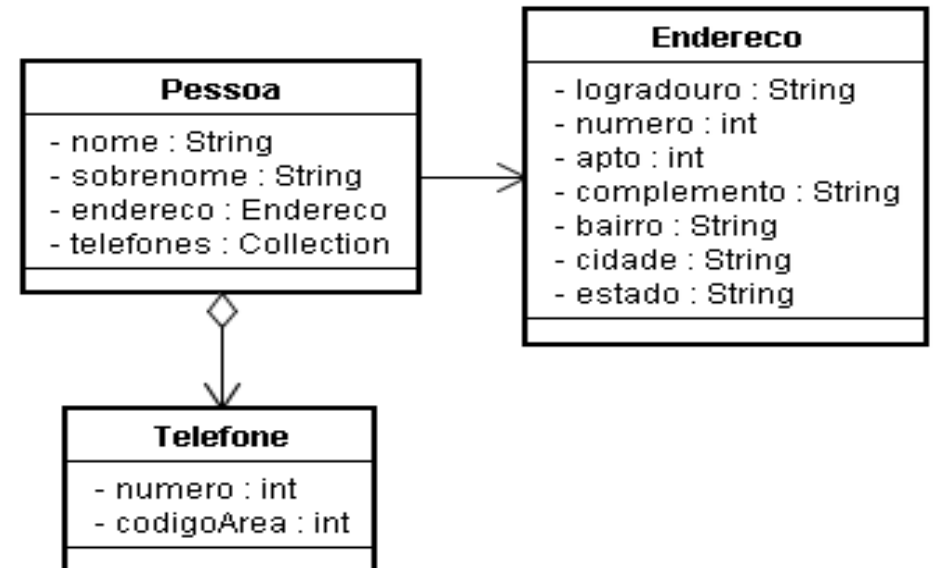 Pessoa
- nome : String
- sobrenome : String
- endereco : Endereco
- telefones : Collection
Endereco
- logradouro : String
- numero : int
- apto : int
- complemento : String
- bairro : String
- cidade : String
- estado : String
Telefone
- numero : int
- codigoArea : int